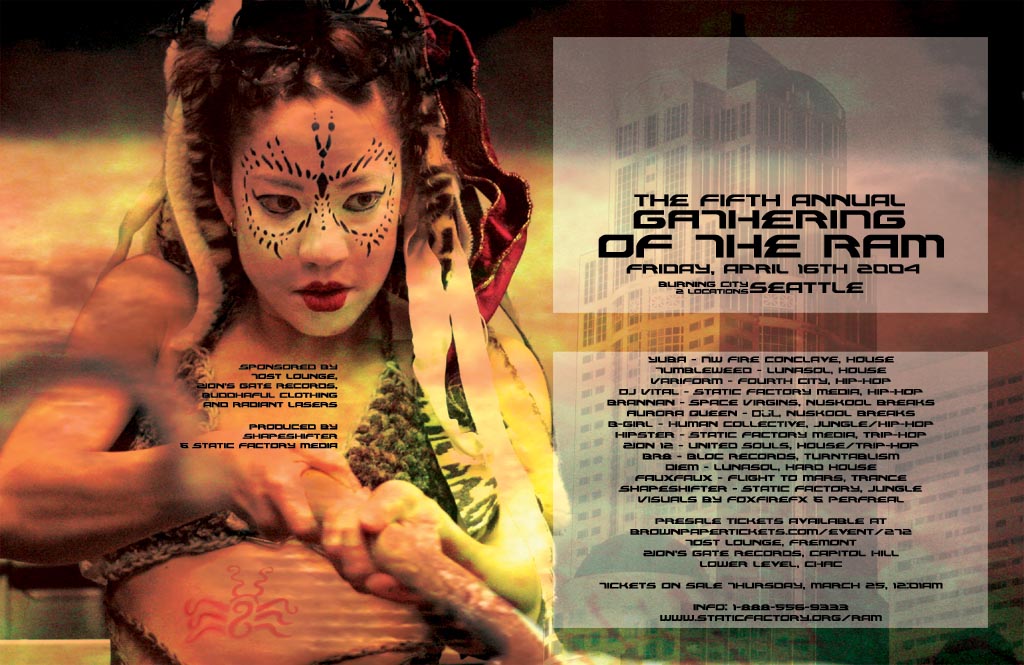 THE FIFTH ANNUAL
GATHERING
OF THE RAM
FRIDAY, APRIL 16TH 2004
BURNING CITY
2 LOCATIONS SEATTLE
SPONSORED BY
TOST LOUNGE,
ZION'S GATE RECORDS,
BUDDHAFUL CLOTHING
AND RADIANT LASERS
PRODUCED BY
SHAPESHIFTER
& STATIC FACTORY MEDIA
YUBA - NW FIRE CONCLAVE, HOUSE
TUMBLEWEED - LUNASOL, HOUSE
VARIFORM - FOURTH CITY, HIP-HOP
DJ VITAL - STATIC FACTORY MEDIA, HIP-HOP
BRANNAN - SPACE VIRGINS, NUSKOOL BREAKS
AURORA QUEEN - OÜL, NUSKOOL BREAKS
B-GIRL - HUMAN COLLECTIVE, JUNGLE/HIP-HOP
HIPSTER - STATIC FACTORY MEDIA, TRIP-HOP
ZION 12 - UNITED SOULS, HOUSE/TRIP-HOP
BR8 - BLOC RECORDS, TURNTABLISM
DIEM - LUNASOL, HARD HOUSE
FAUXFAUX - FLIGHT TO MARS, TRANCE
SHAPESHIFTER - STATIC FACTORY, JUNGLE
VISUALS BY FOXFIREFX & PERFREAL
PRESALE TICKETS AVAILABLE AT
BROWNPAPERTICKETS.COM/EVENT/272
TOST LOUNGE, FREMONT
ZION'S GATE RECORDS, CAPITOL HILL
LOWER LEVEL, CHAC
TICKETS ON SALE THURSDAY, MARCH 25, 12:01AM
INFO: 1-888-556-9333
WWW.STATICFACTORY.ORG/RAM